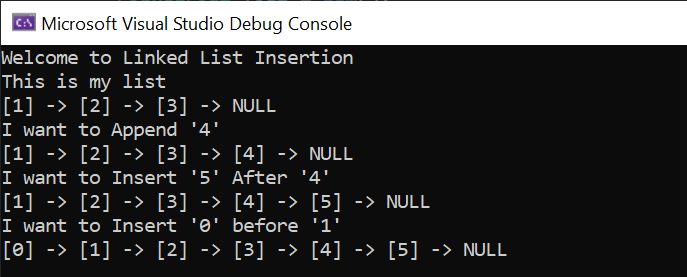 C:\
Microsoft Visual Studio Debug Console
Welcome to Linked List Insertion
This is my list
[1] -> [2] -> [3] -> NULL
I want to Append '4'
[1] -> [2] -> [3] -> [4] -> NULL
I want to Insert '5' After '4'
[1] -> [2] -> [3] -> [4] -> [5] -> NULL
I want to Insert '0' before '1'
[0] -> [1] -> [2] -> [3] -> [4] -> [5] -> NULL